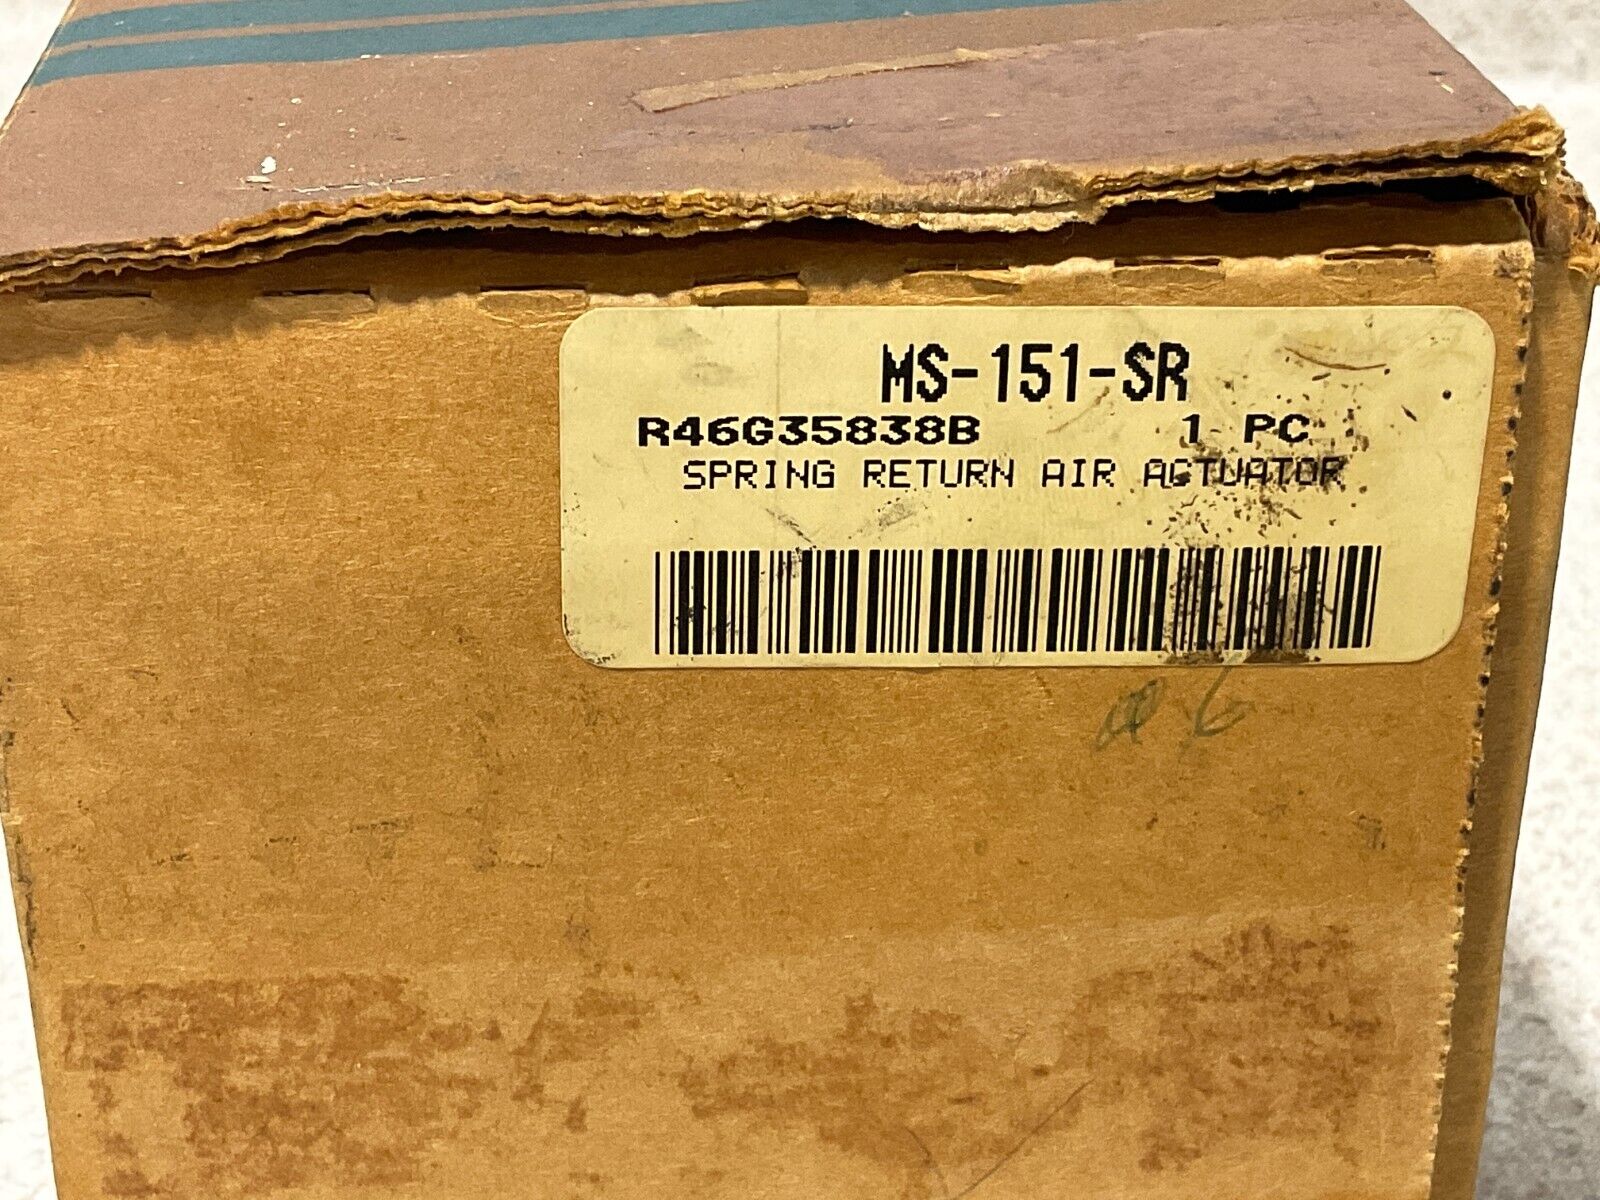 MS-151-SR
R46G35838B 1 PC
SPRING RETURN AIR ACTUATOR